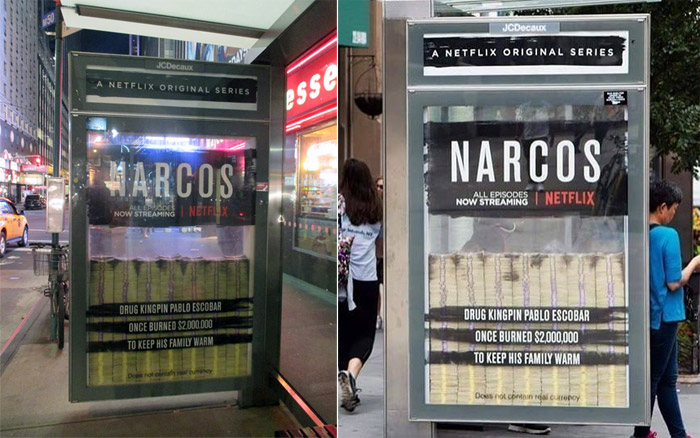 JCDecaux
A NETFLIX ORIGINAL SERIES
NARCOS
ALL EPISODES
NOW STREAMING | NETFLIX
DRUG KINGPIN PABLO ESCOBAR
ONCE BURNED $2,000,000
TO KEEP HIS FAMILY WARM
Does not contain real currency
esse
JCDecaux
A NETFLIX ORIGINAL SERIES
NARCOS
ALL EPISODES
NOW STREAMING | NETFLIX
DRUG KINGPIN PABLO ESCOBAR
ONCE BURNED $2,000,000
TO KEEP HIS FAMILY WARM
Does not contain real currency